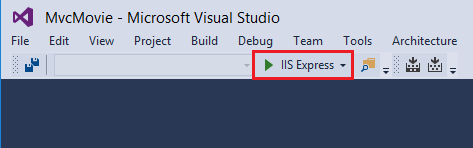 MvcMovie - Microsoft Visual Studio
File Edit View Project Build Debug Team Tools Architecture
IIS Express